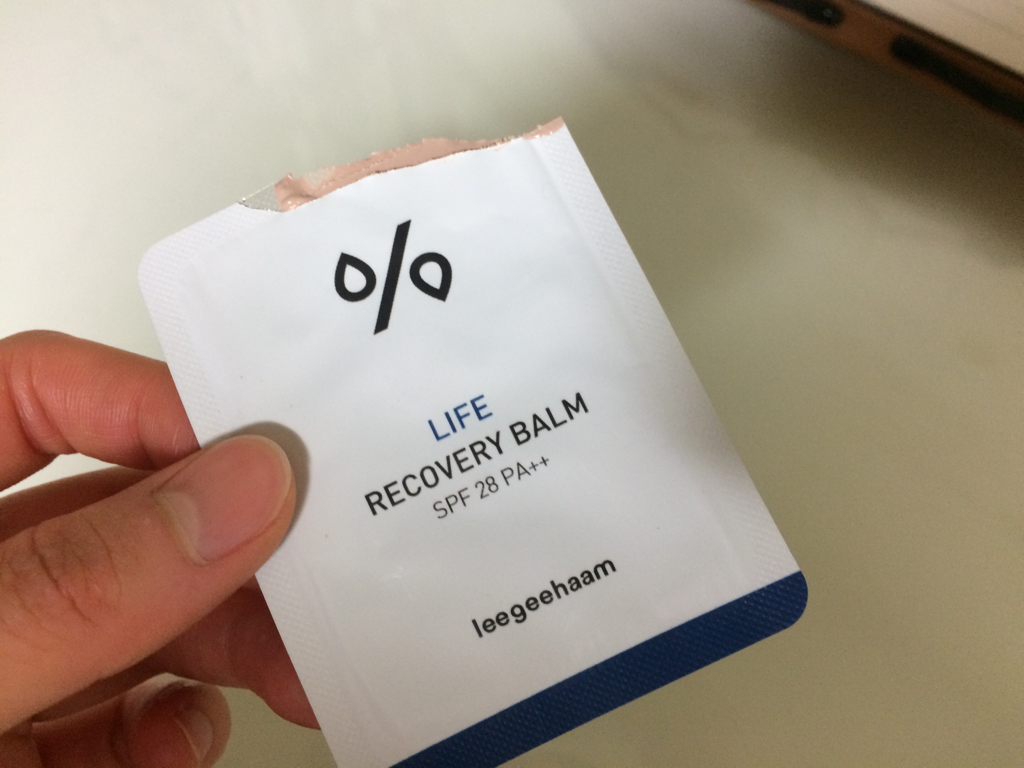 %
LIFE
RECOVERY BALM
SPF 28 PA++
leegeehaam